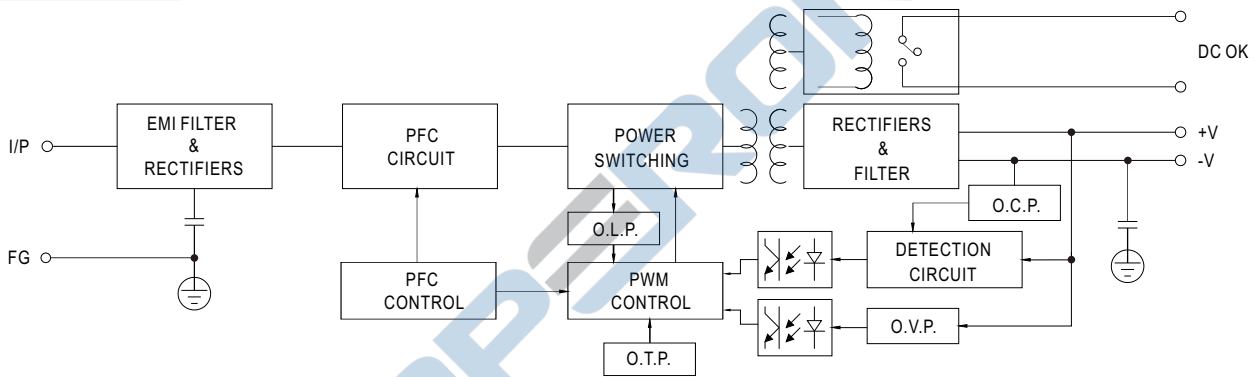 DC OK
I/P
EMI FILTER
&
RECTIFIERS
PFC
CIRCUIT
POWER
SWITCHING
RECTIFIERS
&
FILTER
+V
-V
O.C.P.
O.L.P.
FG
PFC
CONTROL
PWM
CONTROL
DETECTION
CIRCUIT
O.V.P.
O.T.P.